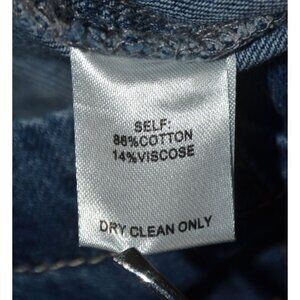 SELF:
86%COTTON
14%VISCOSE
DRY CLEAN ONLY